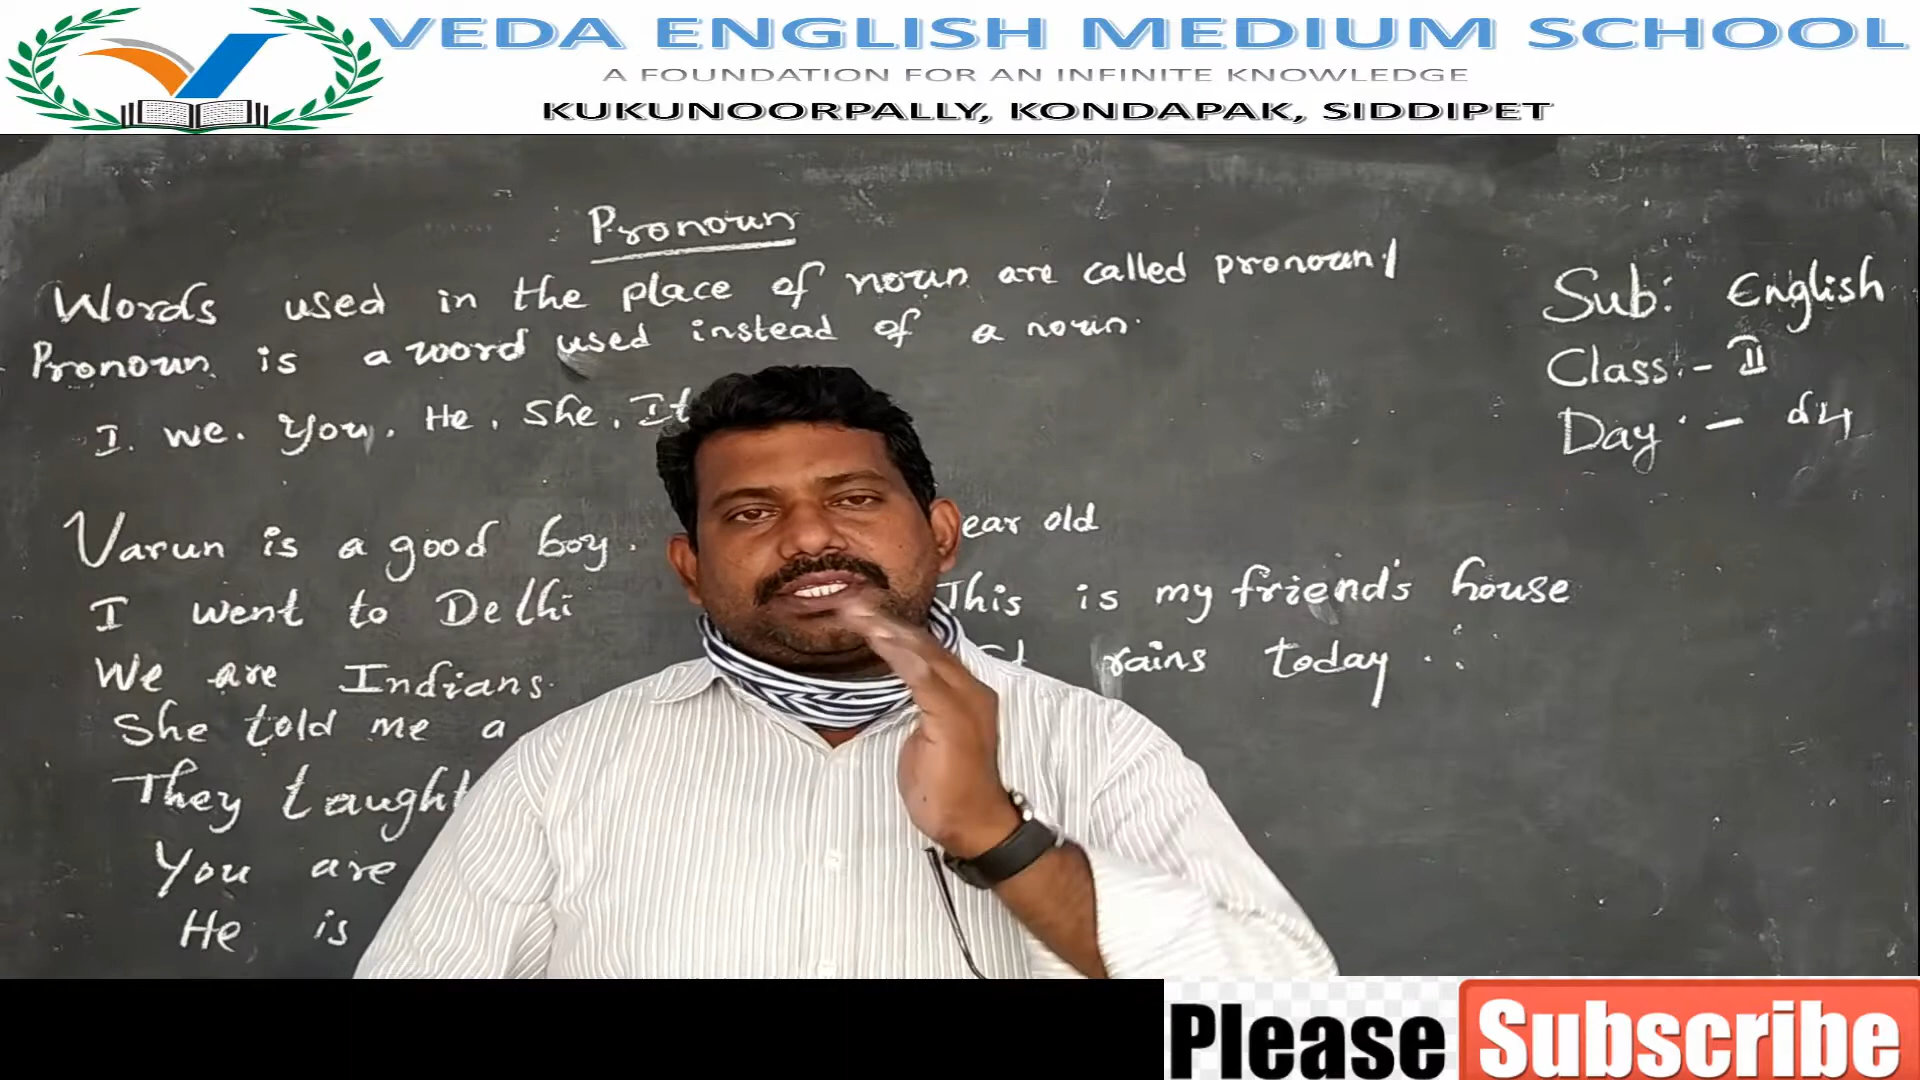 VEDA ENGLISH MEDIUM SCHOOL
A FOUNDATION FOR AN INFINITE KNOWLEDGE
KUKUNOORPALLY, KONDAPAK, SIDDIPET
Pronoun
Words used in the place of noun are called pronoun/
Pronoun is a word used instead of a noun.
I. We. You. He. She. It
Varun is a good boy.
I went to Delhi
We are Indians.
She told me a
They taught
You are
He is
ear old
This is my friend's house
rains today
Sub: English
Class:- II
Day:-
Please Subscribe